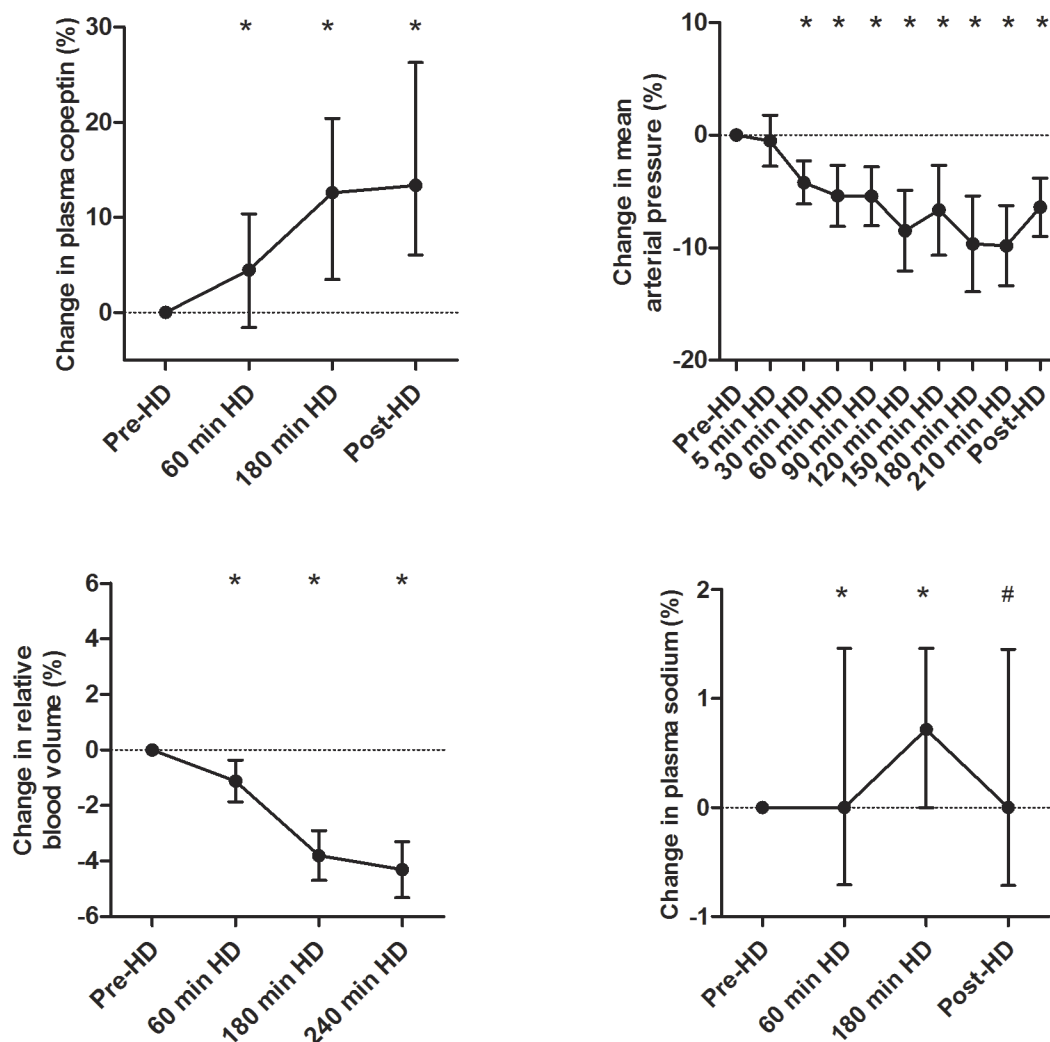 Change in plasma copeptin (%)
30
20
10
0
* * *
Pre-HD
60 min HD
180 min HD
Post-HD
Change in mean
arterial pressure (%)
10
0
-10
-20
* * * * * * * *
Pre-HD
5 min HD
30 min HD
60 min HD
90 min HD
120 min HD
150 min HD
180 min HD
210 min HD
Post-HD
Change in relative
blood volume (%)
6
4
2
0
-2
-4
-6
* * *
Pre-HD
60 min HD
180 min HD
240 min HD
Change in plasma sodium (%)
2
1
0
-1
* * #
Pre-HD
60 min HD
180 min HD
Post-HD